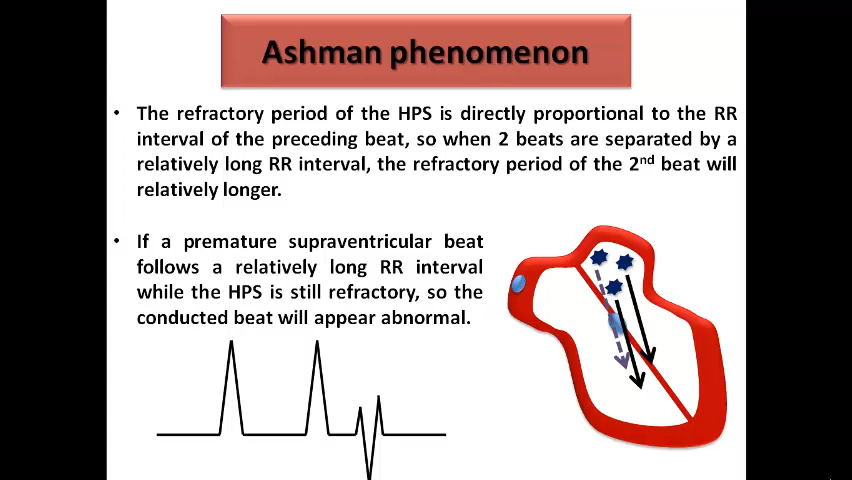 Ashman phenomenon
• The refractory period of the HPS is directly proportional to the RR
interval of the preceding beat, so when 2 beats are separated by a
relatively long RR interval, the refractory period of the 2nd beat will
relatively longer.
• If a premature supraventricular beat
follows a relatively long RR interval
while the HPS is still refractory, so the
conducted beat will appear abnormal.